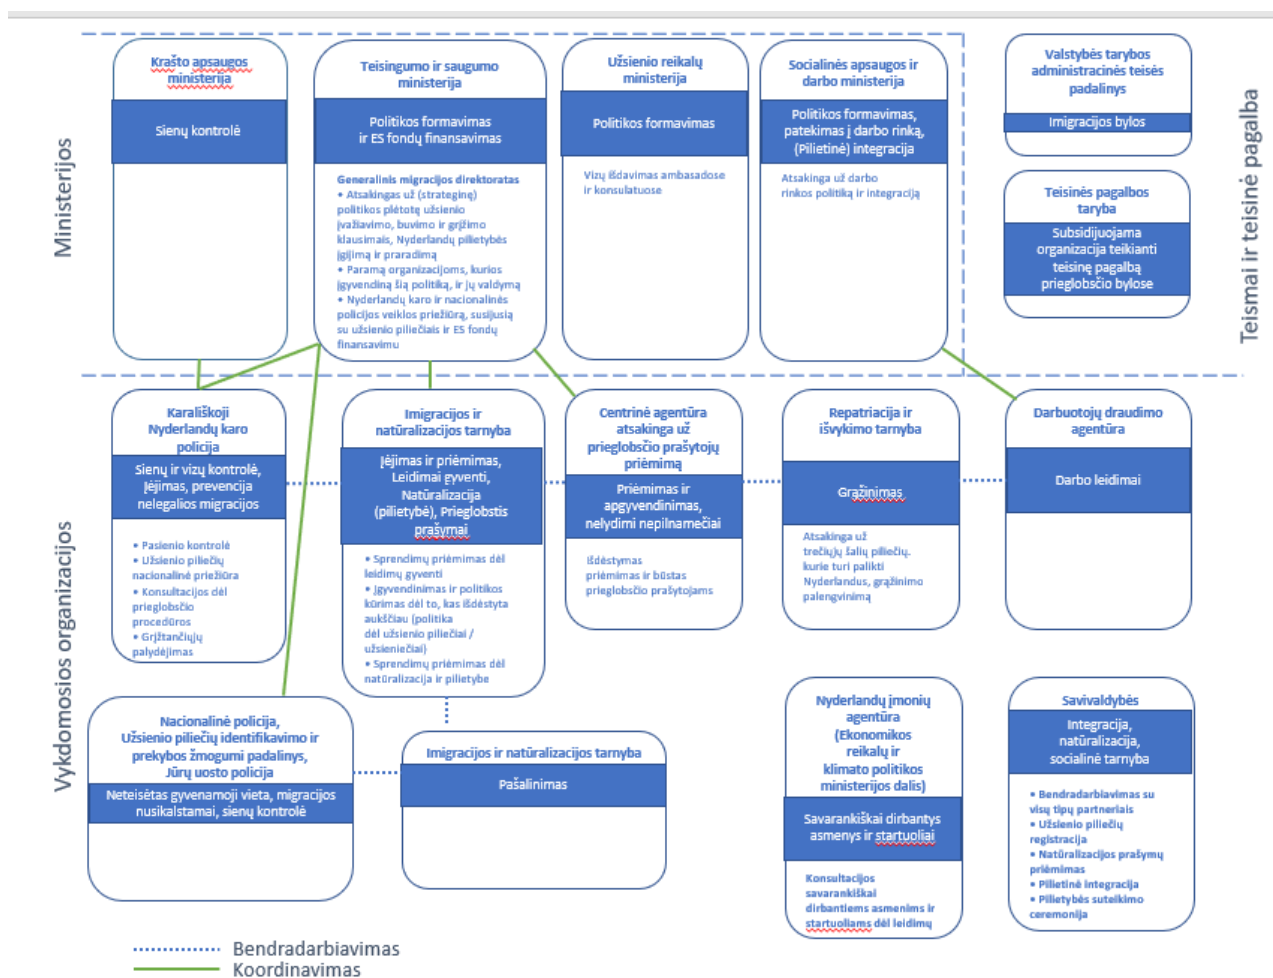 Ministerijos
Krašto apsaugos
ministerija
Sienų kontrolė
Teisingumo ir saugumo
ministerija
Politikos formavimas
ir ES fondų finansavimas
Generalinis migracijos direktoratas
• Atsakingas už (strateginę)
politikos plėtotę užsienio
įvažiavimo, buvimo ir grįžimo
klausimais, Nyderlandų pilietybės
įgijimą ir praradimą
• Paramą organizacijoms, kurios
įgyvendiną šią politiką, ir jų valdymą
• Nyderlandų karo ir nacionalinės
policijos veiklos priežiūrą, susijusią
su užsienio piliečiais ir ES fondų
finansavimu
Užsienio reikalų
ministerija
Politikos formavimas
Vizų išdavimas ambasadose
ir konsulatuose
Socialinės apsaugos ir
darbo ministerija
Politikos formavimas,
patekimas į darbo rinką,
(Pilietinė) integracija
Atsakinga už darbo
rinkos politiką ir integraciją
Teismai ir teisinė pagalba
Valstybės tarybos
administracinės teisės
padalinys
Imigracijos bylos
Teisinės pagalbos
taryba
Subsidijuojama
organizacija teikianti
teisinę pagalbą
prieglobsčio bylose
Vykdomosios organizacijos
Karališkoji
Nyderlandų karo
policija
Sienų ir vizų kontrolė,
Įėjimas, prevencija
nelegalios migracijos
• Pasienio kontrolė
• Užsienio piliečių
nacionalinė priežiūra
• Konsultacijos dėl
prieglobsčio
procedūros
• Grįžtančiųjų
palydėjimas
Imigracijos ir
natūralizacijos tarnyba
Įėjimas ir priėmimas,
Leidimai gyventi,
Natūralizacija
(pilietybė), Prieglobstis
prašymai
• Sprendimų priėmimas dėl
leidimų gyventi
• Įgyvendinimas ir politikos
kūrimas dėl to, kas išdėstyta
aukščiau (politika
dėl užsienio piliečiai /
užsieniečiai)
• Sprendimų priėmimas dėl
natūralizacija ir pilietybe
Centrinė agentūra
atsakinga už
prieglobsčio prašytojų
priėmimą
Priėmimas ir
apgyvendinimas,
nelydimi nepilnamečiai
Išdėstymas
priėmimas ir būstas
prieglobsčio prašytojams
Repatriacija ir
išvykimo tarnyba
Grąžinimas
Atsakinga už
trečiųjų šalių piliečių.
kurie turi palikti
Nyderlandus, grąžinimo
palengvinimą
Darbuotojų draudimo
agentūra
Darbo leidimai
Nacionalinė policija,
Užsienio piliečių identifikavimo ir
prekybos žmogumi padalinys,
Jūrų uosto policija
Neteisėtas gyvenamoji vieta, migracijos
nusikalstamai, sienų kontrolė
Imigracijos ir natūralizacijos tarnyba
Pašalinimas
Nyderlandų įmonių
agentūra
(Ekonomikos
reikalų ir
klimato politikos
ministerijos dalis)
Savarankiškai dirbantys
asmenys ir startuoliai
Konsultacijos
savarankiškai
dirbantiems asmenims ir
startuoliams dėl leidimų
Savivaldybės
Integracija,
natūralizacija,
socialinė tarnyba
• Bendradarbiavimas su
visų tipų partneriais
• Užsienio piliečių
registracija
• Natūralizacijos prašymų
priėmimas
• Pilietinė integracija
• Pilietybės suteikimo
ceremonija
Bendradarbiavimas
Koordinavimas